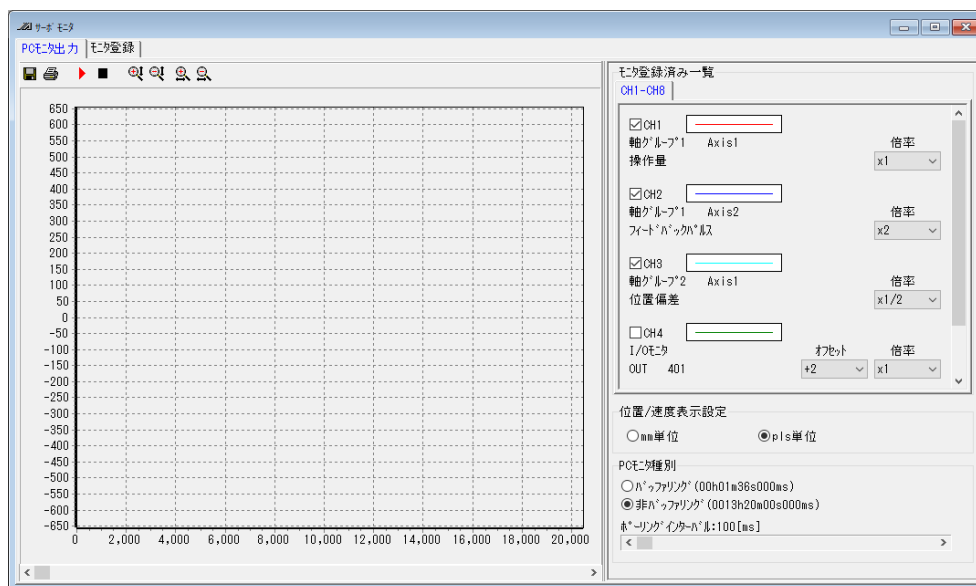 サーボ モニタ
PCモニタ出力
モニタ登録
650
600
550
500
450
400
350
300
250
200
150
100
50
0
-50
-100
-150
-200
-250
-300
-350
-400
-450
-500
-550
-600
-650
0 2,000 4,000 6,000 8,000 10,000 12,000 14,000 16,000 18,000 20,000
モニタ登録済み一覧
CH1-CH8
CH1
軸グループ1 Axis1 倍率
操作量 x1
CH2
軸グループ1 Axis2 倍率
フィードバックパルス x2
CH3
軸グループ2 Axis1 倍率
位置偏差 x1/2
CH4
I/Oモニタ オフセット 倍率
OUT 401 +2 x1
位置/速度表示設定
mm単位 pls単位
PCモニタ種別
バッファリング(00h01m36s000ms)
非バッファリング(0013h20m00s000ms)
ポーリングインターバル:100[ms]